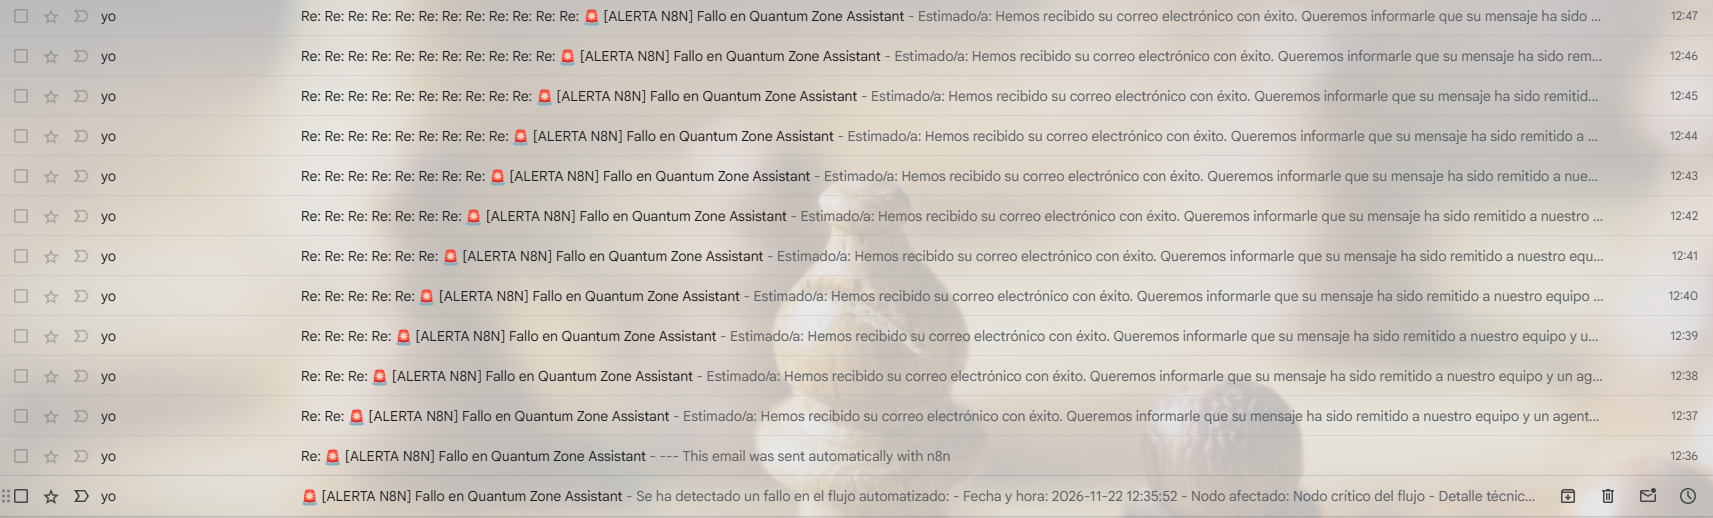 yo Re: Re: Re: Re: Re: Re: Re: Re: Re: Re: Re: Re: 🚨 [ALERTA N8N] Fallo en Quantum Zone Assistant - Estimado/a: Hemos recibido su correo electrónico con éxito. Queremos informarle que su mensaje ha sido ... 12:47
yo Re: Re: Re: Re: Re: Re: Re: Re: Re: Re: Re: 🚨 [ALERTA N8N] Fallo en Quantum Zone Assistant - Estimado/a: Hemos recibido su correo electrónico con éxito. Queremos informarle que su mensaje ha sido rem... 12:46
yo Re: Re: Re: Re: Re: Re: Re: Re: Re: Re: 🚨 [ALERTA N8N] Fallo en Quantum Zone Assistant - Estimado/a: Hemos recibido su correo electrónico con éxito. Queremos informarle que su mensaje ha sido remitid... 12:45
yo Re: Re: Re: Re: Re: Re: Re: Re: Re: 🚨 [ALERTA N8N] Fallo en Quantum Zone Assistant - Estimado/a: Hemos recibido su correo electrónico con éxito. Queremos informarle que su mensaje ha sido remitido a ... 12:44
yo Re: Re: Re: Re: Re: Re: Re: Re: 🚨 [ALERTA N8N] Fallo en Quantum Zone Assistant - Estimado/a: Hemos recibido su correo electrónico con éxito. Queremos informarle que su mensaje ha sido remitido a nue... 12:43
yo Re: Re: Re: Re: Re: Re: Re: 🚨 [ALERTA N8N] Fallo en Quantum Zone Assistant - Estimado/a: Hemos recibido su correo electrónico con éxito. Queremos informarle que su mensaje ha sido remitido a nuestro ... 12:42
yo Re: Re: Re: Re: Re: Re: 🚨 [ALERTA N8N] Fallo en Quantum Zone Assistant - Estimado/a: Hemos recibido su correo electrónico con éxito. Queremos informarle que su mensaje ha sido remitido a nuestro equ... 12:41
yo Re: Re: Re: Re: Re: 🚨 [ALERTA N8N] Fallo en Quantum Zone Assistant - Estimado/a: Hemos recibido su correo electrónico con éxito. Queremos informarle que su mensaje ha sido remitido a nuestro equipo ... 12:40
yo Re: Re: Re: Re: 🚨 [ALERTA N8N] Fallo en Quantum Zone Assistant - Estimado/a: Hemos recibido su correo electrónico con éxito. Queremos informarle que su mensaje ha sido remitido a nuestro equipo y u... 12:39
yo Re: Re: Re: 🚨 [ALERTA N8N] Fallo en Quantum Zone Assistant - Estimado/a: Hemos recibido su correo electrónico con éxito. Queremos informarle que su mensaje ha sido remitido a nuestro equipo y un ag... 12:38
yo Re: Re: 🚨 [ALERTA N8N] Fallo en Quantum Zone Assistant - Estimado/a: Hemos recibido su correo electrónico con éxito. Queremos informarle que su mensaje ha sido remitido a nuestro equipo y un agent... 12:37
yo Re: 🚨 [ALERTA N8N] Fallo en Quantum Zone Assistant - --- This email was sent automatically with n8n 12:36
yo 🚨 [ALERTA N8N] Fallo en Quantum Zone Assistant - Se ha detectado un fallo en el flujo automatizado: - Fecha y hora: 2026-11-22 12:35:52 - Nodo afectado: Nodo crítico del flujo - Detalle técnic...